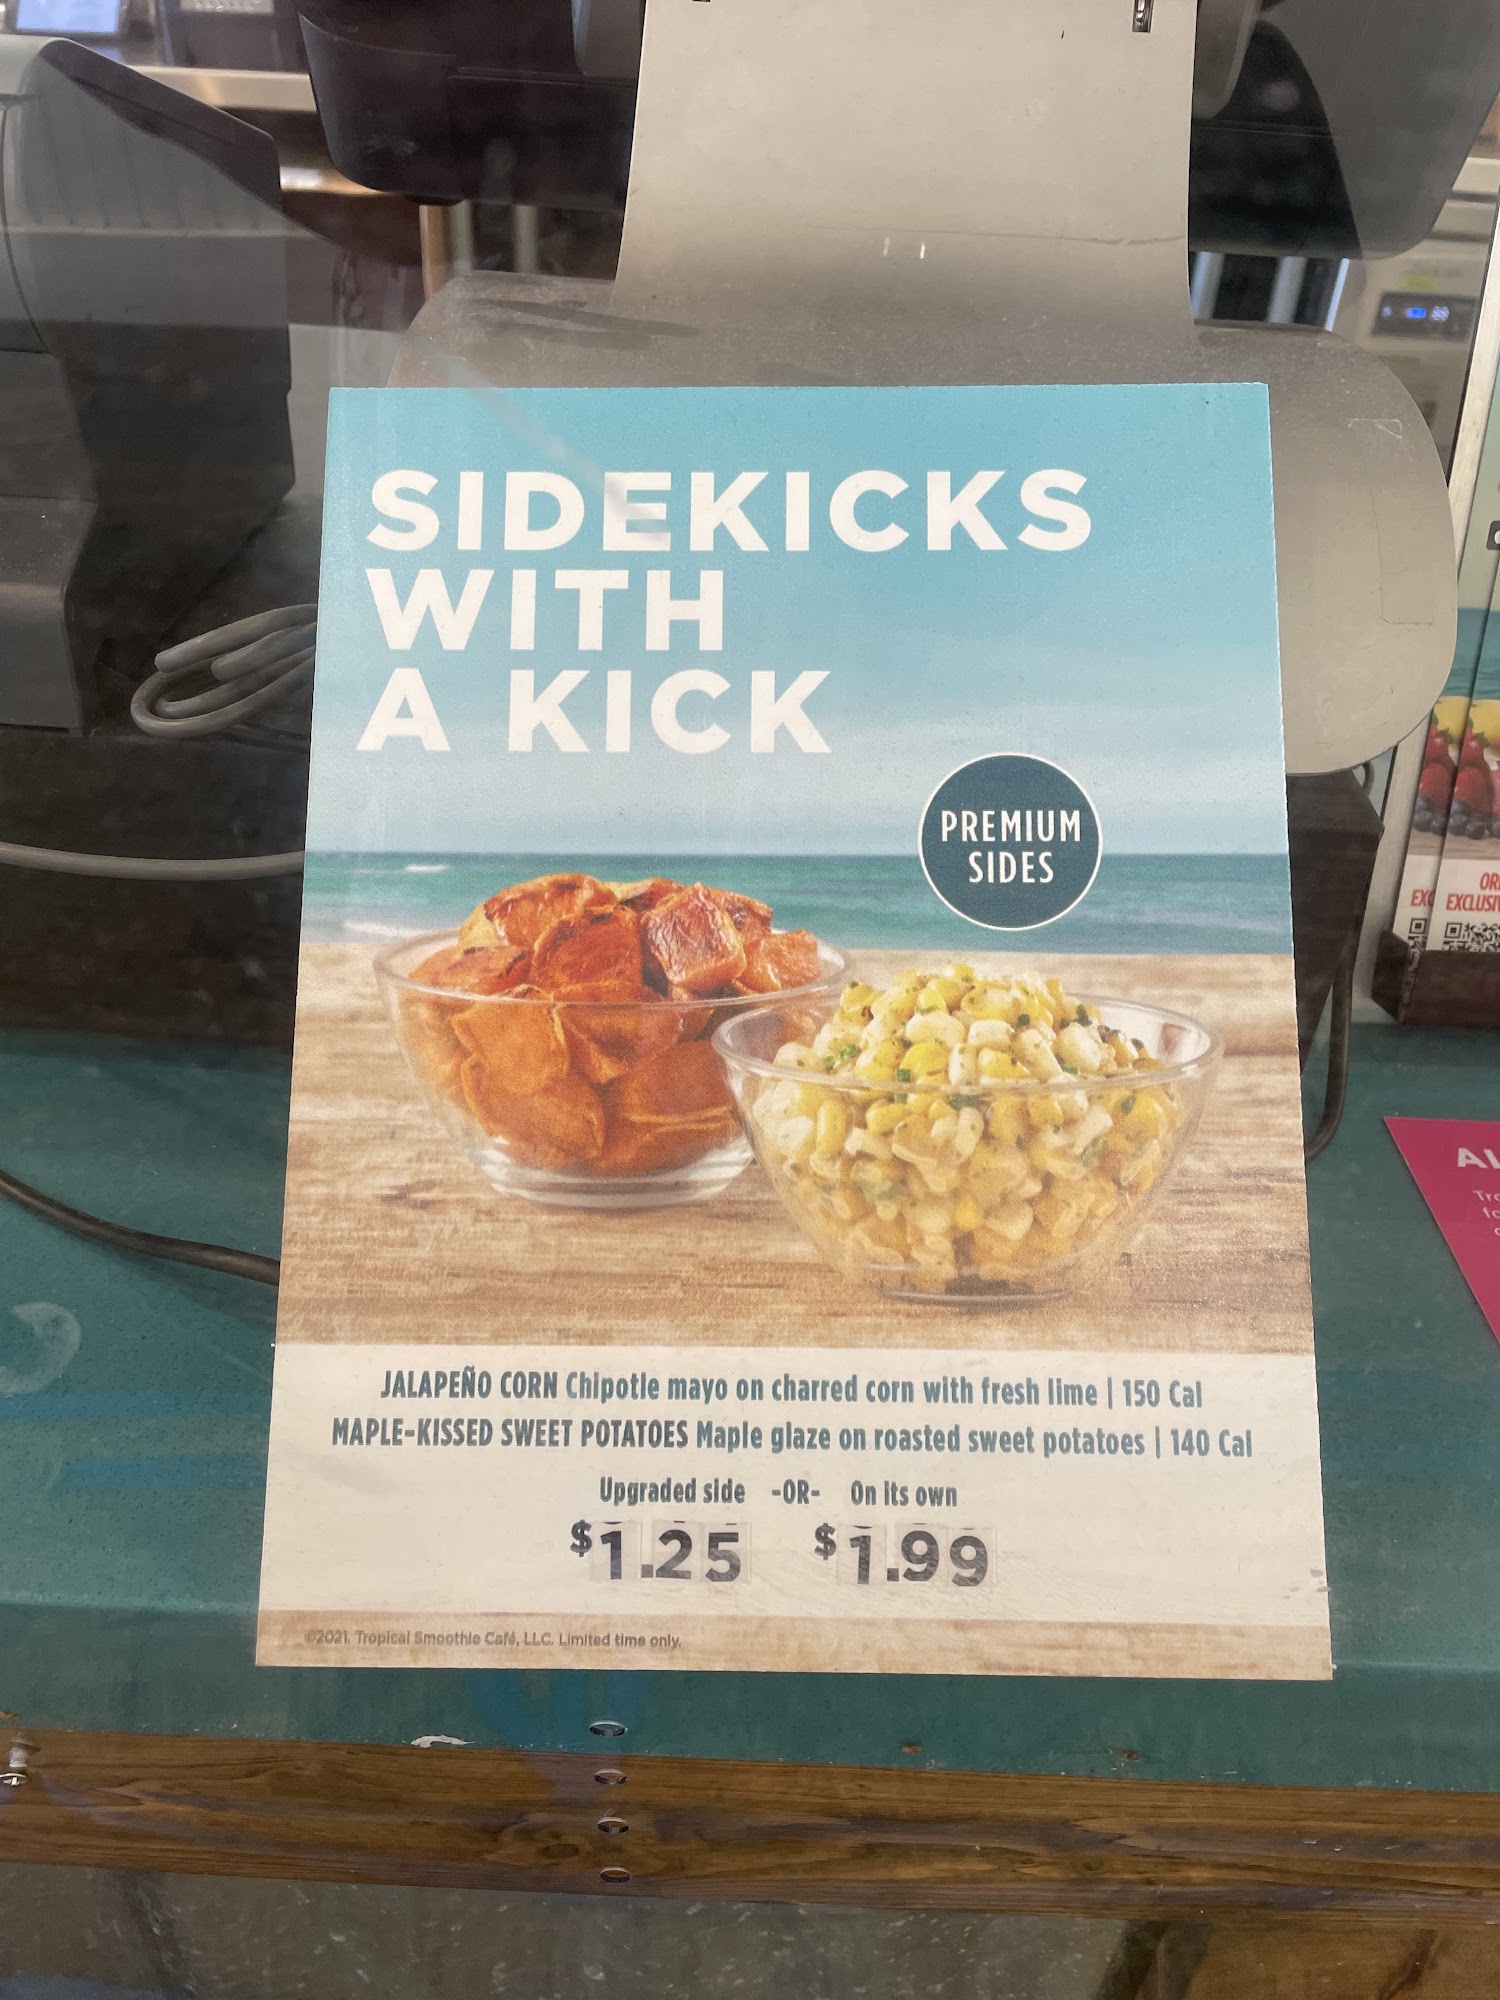 SIDEKICKS
WITH
A KICK
PREMIUM
SIDES
JALAPEÑO CORN Chipotle mayo on charred corn with fresh lime | 150 Cal
MAPLE-KISSED SWEET POTATOES Maple glaze on roasted sweet potatoes | 140 Cal
Upgraded side -OR- On its own
$1.25 $1.99
©2021. Tropical Smoothie Café, LLC. Limited time only.